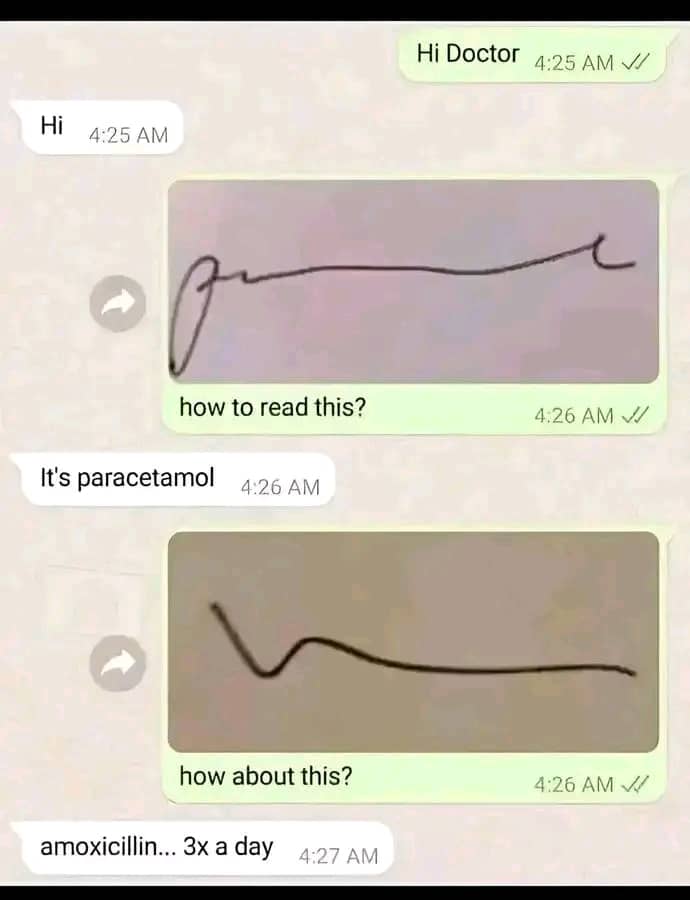 Hi Doctor 4:25 AM
Hi 4:25 AM
how to read this? 4:26 AM
It's paracetamol 4:26 AM
how about this? 4:26 AM
amoxicillin... 3x a day 4:27 AM